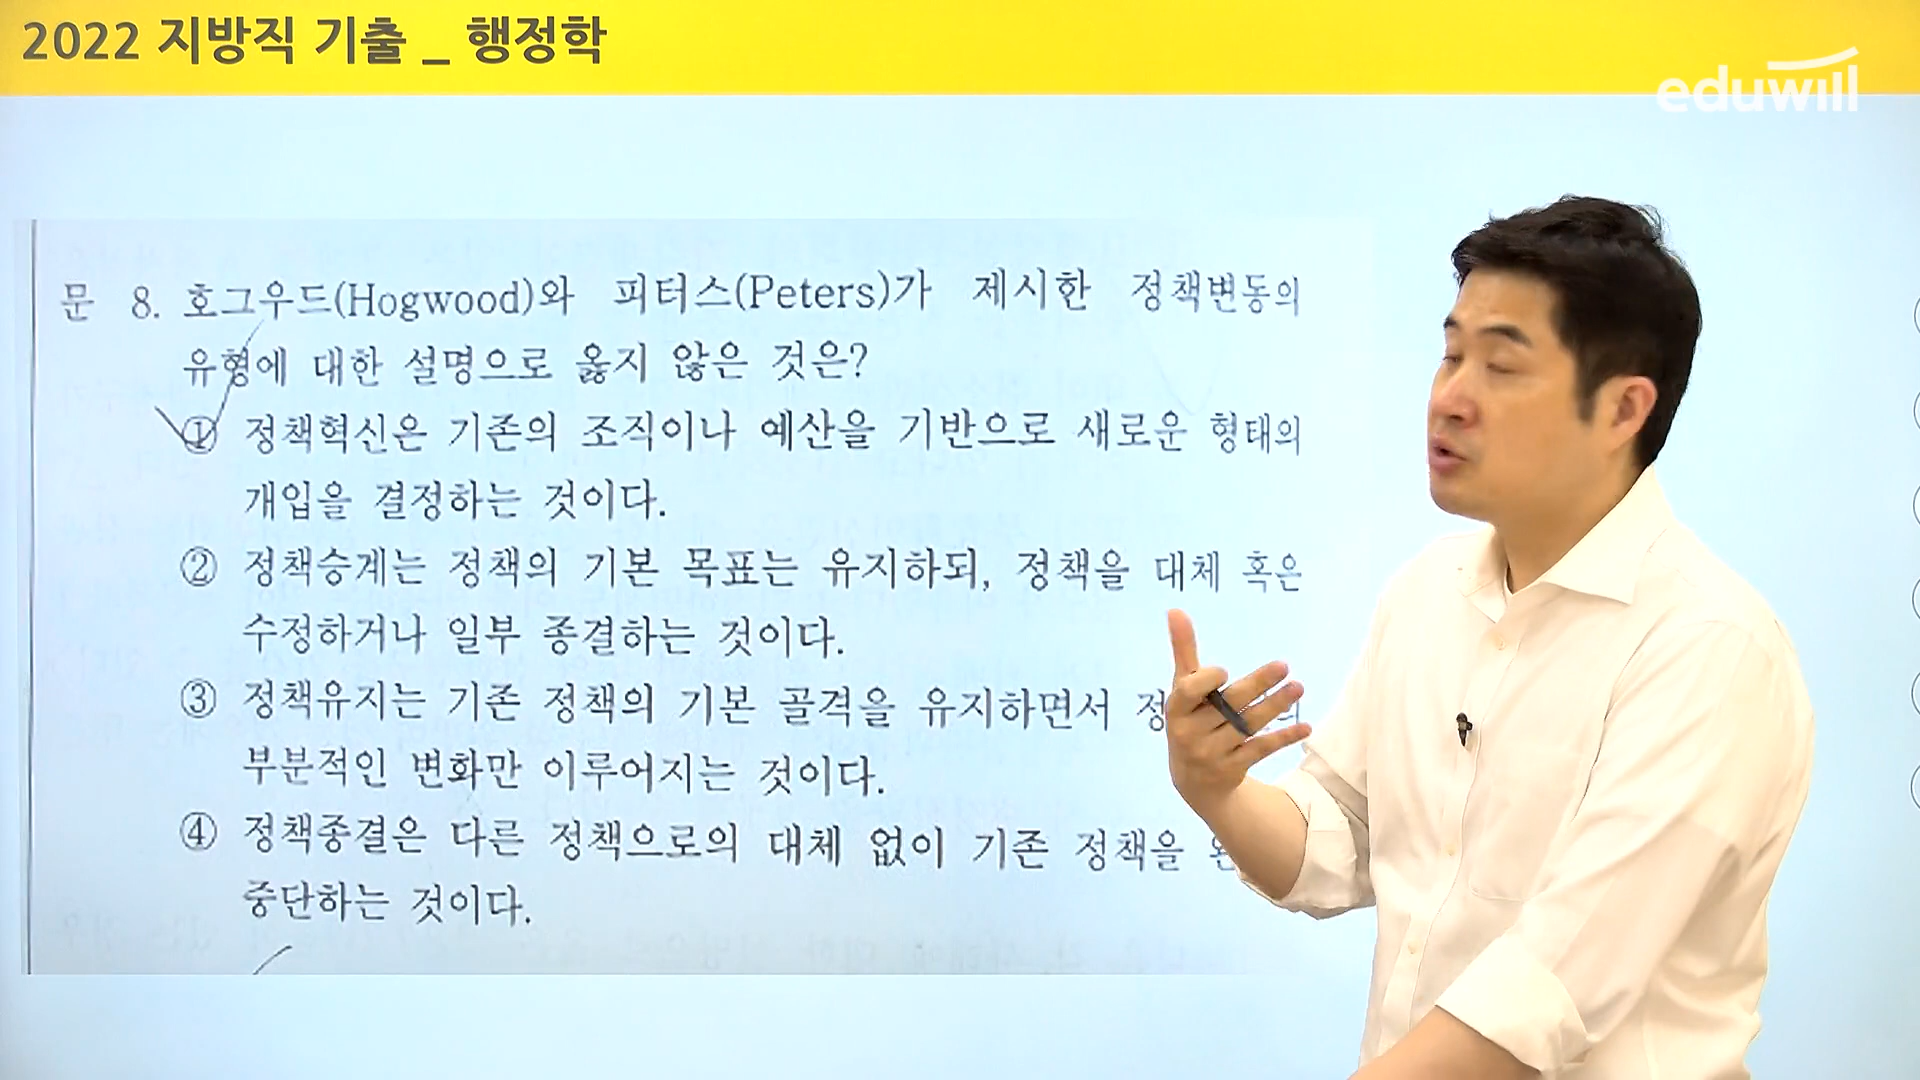 2022 지방직 기출 _ 행정학
eduwill
문 8. 호그우드(Hogwood)와 피터스(Peters)가 제시한 정책변동의
유형에 대한 설명으로 옳지 않은 것은?
① 정책혁신은 기존의 조직이나 예산을 기반으로 새로운 형태의
개입을 결정하는 것이다.
② 정책승계는 정책의 기본 목표는 유지하되, 정책을 대체 혹은
수정하거나 일부 종결하는 것이다.
③ 정책유지는 기존 정책의 기본 골격을 유지하면서
부분적인 변화만 이루어지는 것이다.
④ 정책종결은 다른 정책으로의 대체 없이 기존 정책을
중단하는 것이다.